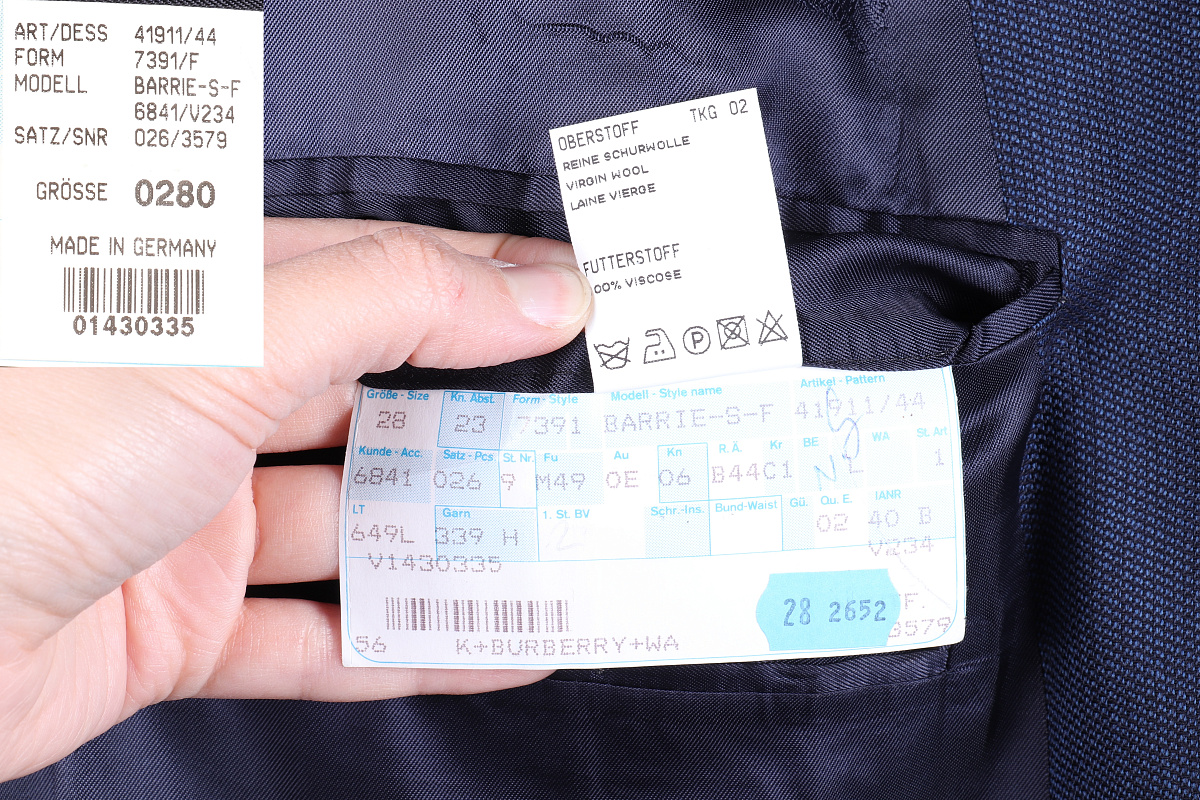 ART/DESS 41911/44
FORM 7391/F
MODELL BARRIE-S-F
6841/V234
SATZ/SNR 026/3579
GRÖSSE 0280
MADE IN GERMANY
01430335
TKG 02
OBERSTOFF
REINE SCHURWOLLE
VIRGIN WOOL
LAINE VIERGE
FUTTERSTOFF
00% VISCOSE
P
Größe - Size Kn. Abst. Form - Style Modell - Style name Artikel - Pattern
28 23 7391 BARRIE-S-F 41911/44
Kunde - Acc. Satz - Pcs St. Nr. Fu Au Kn R. Ä. Kr BE WA St. Art
6841 026 9 M49 OE 06 B44C1 L 1
LT Garn 1. St. BV Schr.-Ins. Bund-Waist Gü. Qu. E. IANR
649L 339 H 02 40 B
V1430335 V234
28 2652 F.
3579
56 K+BURBERRY+WA